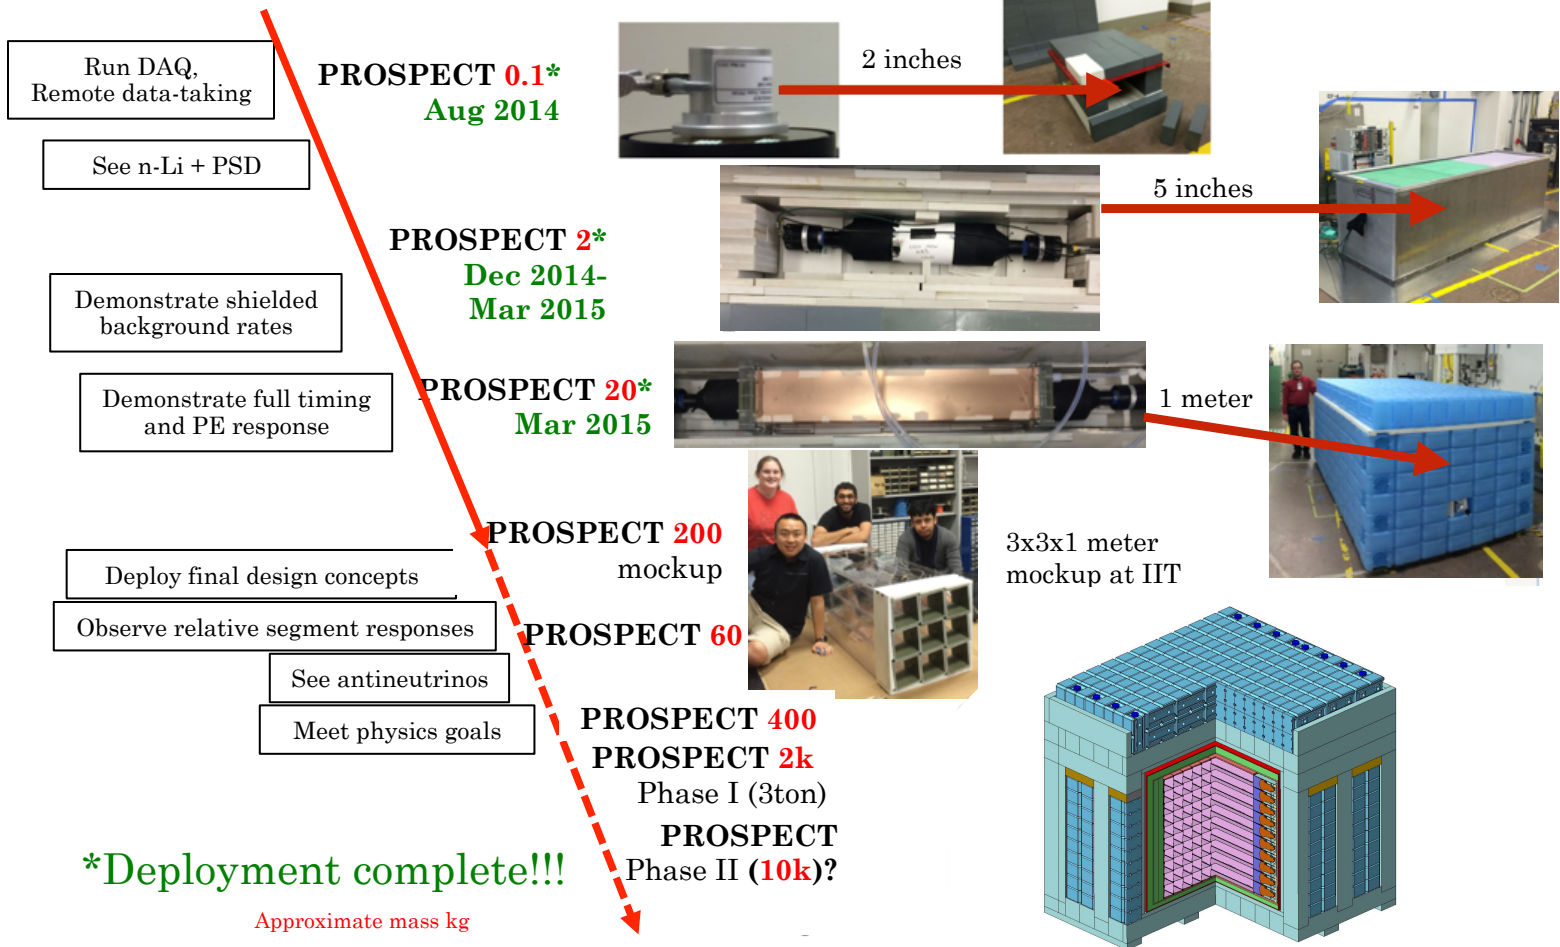 Run DAQ,
Remote data-taking
See n-Li + PSD
Demonstrate shielded
background rates
Demonstrate full timing
and PE response
Deploy final design concepts
Observe relative segment responses
See antineutrinos
Meet physics goals
*Deployment complete!!!
Approximate mass kg
PROSPECT 0.1*
Aug 2014
PROSPECT 2*
Dec 2014-
Mar 2015
PROSPECT 20*
Mar 2015
PROSPECT 200
mockup
PROSPECT 60
PROSPECT 400
PROSPECT 2k
Phase I (3ton)
PROSPECT
Phase II (10k)?
2 inches
5 inches
1 meter
3x3x1 meter
mockup at IIT